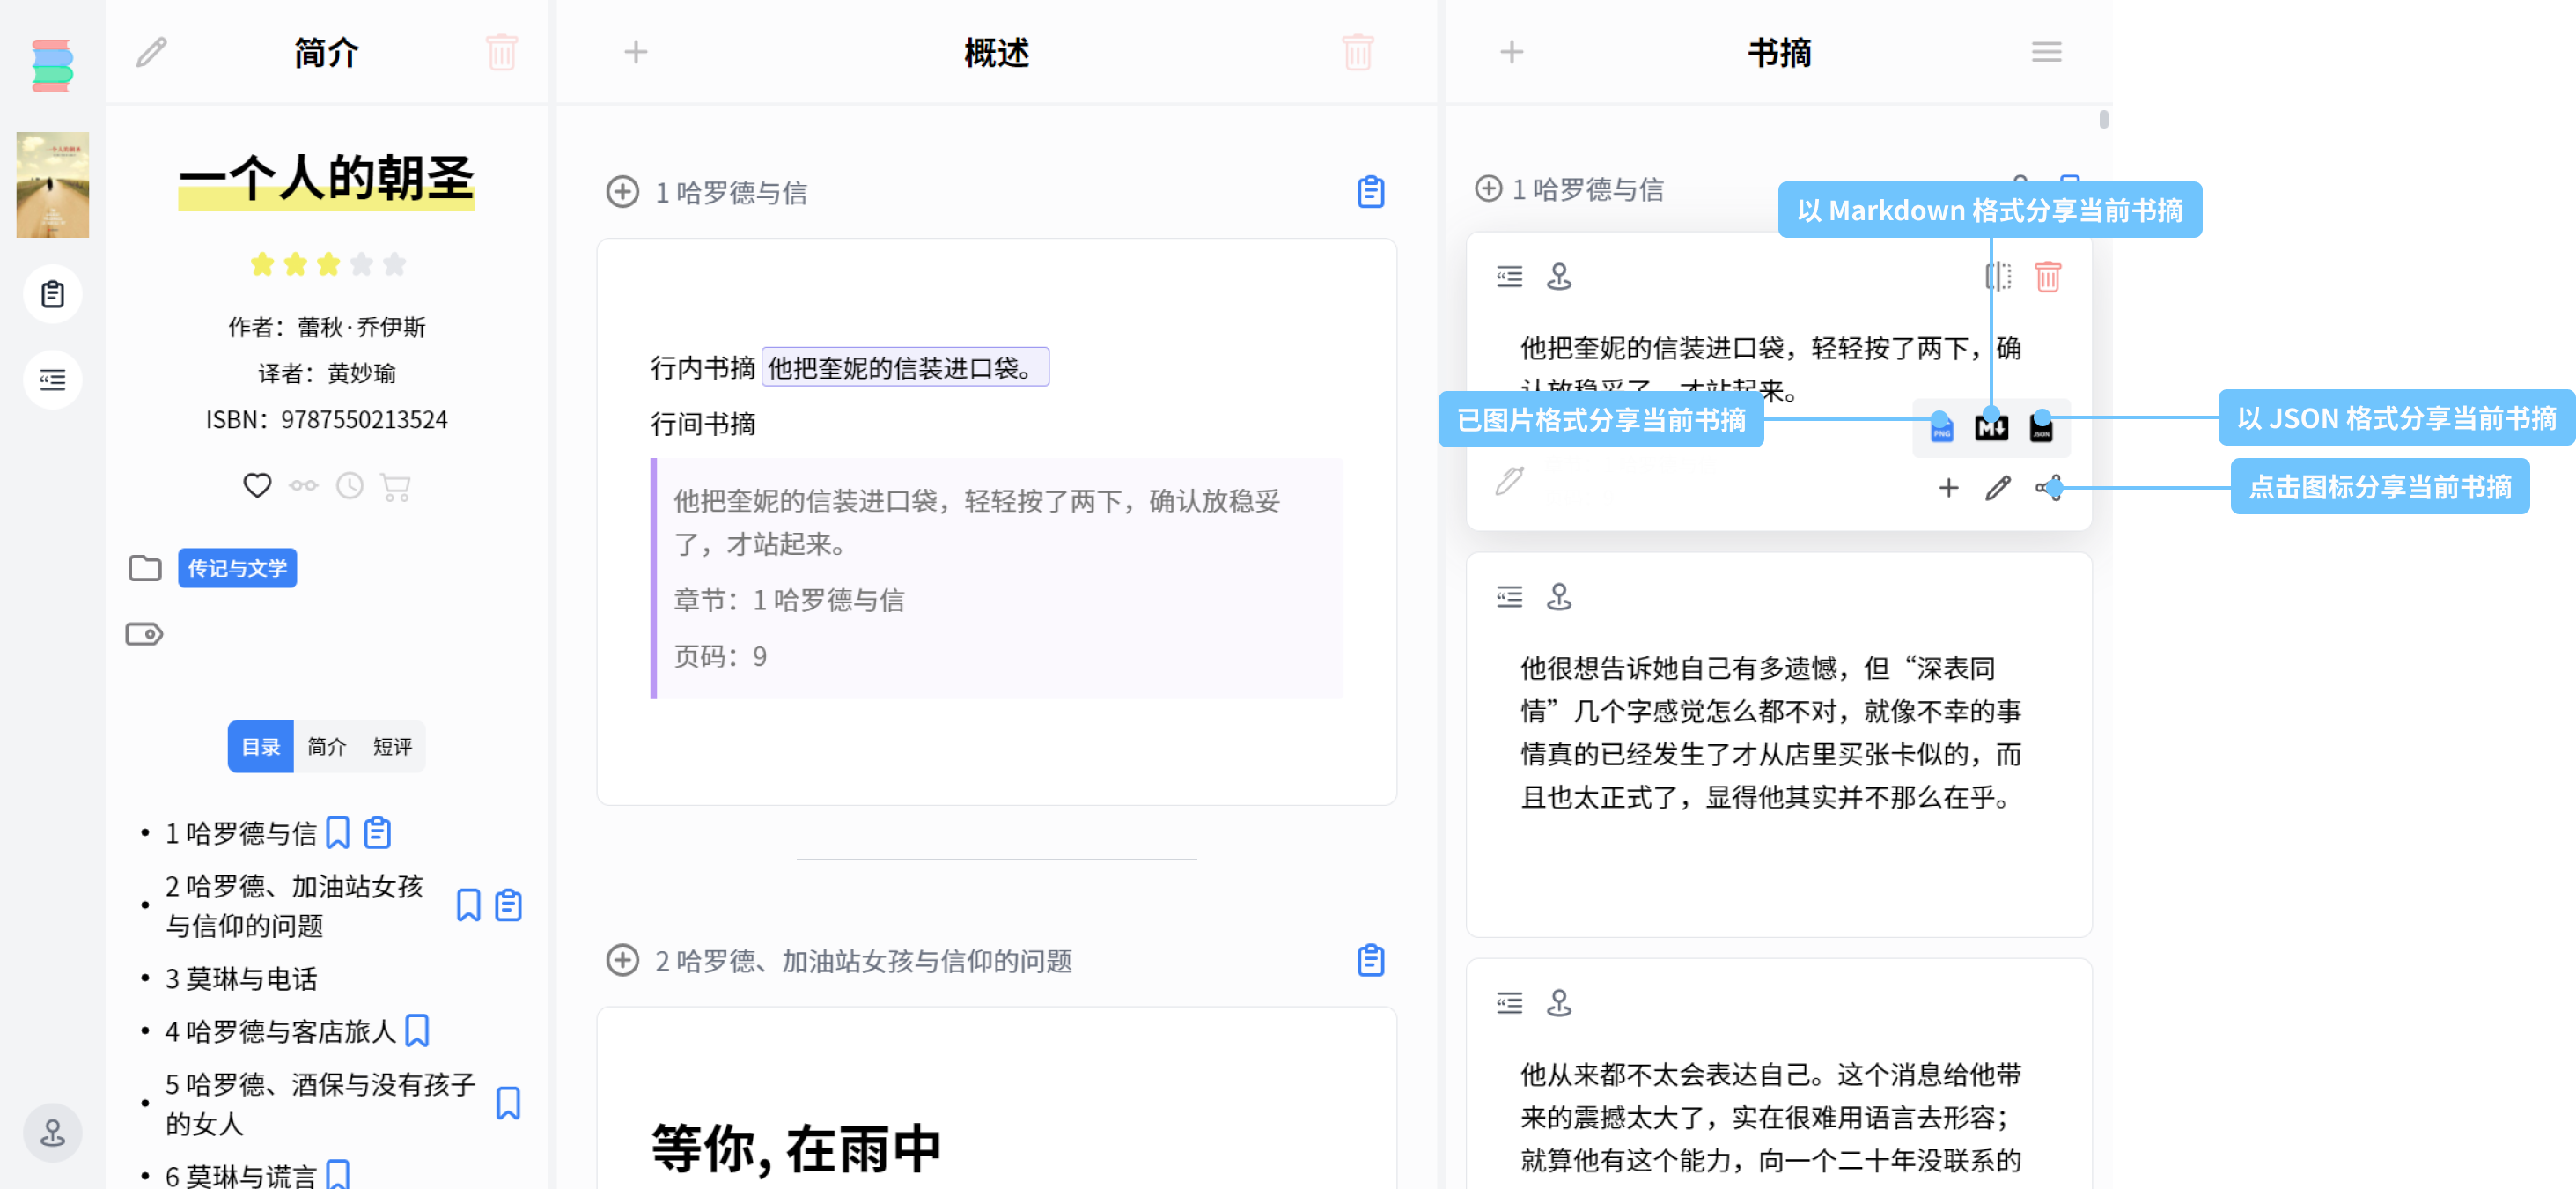 简介
一个人的朝圣
作者：蕾秋·乔伊斯
译者：黄妙瑜
ISBN：9787550213524
传记与文学
目录
简介
短评
1 哈罗德与信
2 哈罗德、加油站女孩
与信仰的问题
3 莫琳与电话
4 哈罗德与客店旅人
5 哈罗德、酒保与没有孩子
的女人
6 莫琳与谎言
概述
1 哈罗德与信
行内书摘 他把奎妮的信装进口袋。
行间书摘
他把奎妮的信装进口袋，轻轻按了两下，确认放稳妥
了，才站起来。
章节：1 哈罗德与信
页码：9
2 哈罗德、加油站女孩与信仰的问题
等你, 在雨中
书摘
1 哈罗德与信
以 Markdown 格式分享当前书摘
他把奎妮的信装进口袋，轻轻按了两下，确
认放稳妥了，才站起来。
已图片格式分享当前书摘
PNG
M
JSON
以 JSON 格式分享当前书摘
点击图标分享当前书摘
他很想告诉她自己有多遗憾，但“深表同
情”几个字感觉怎么都不对，就像不幸的事
情真的已经发生了才从店里买张卡似的，而
且也太正式了，显得他其实并不那么在乎。
他从来都不太会表达自己。这个消息给他带
来的震撼太大了，实在很难用语言去形容；
就算他有这个能力，向一个二十年没联系的